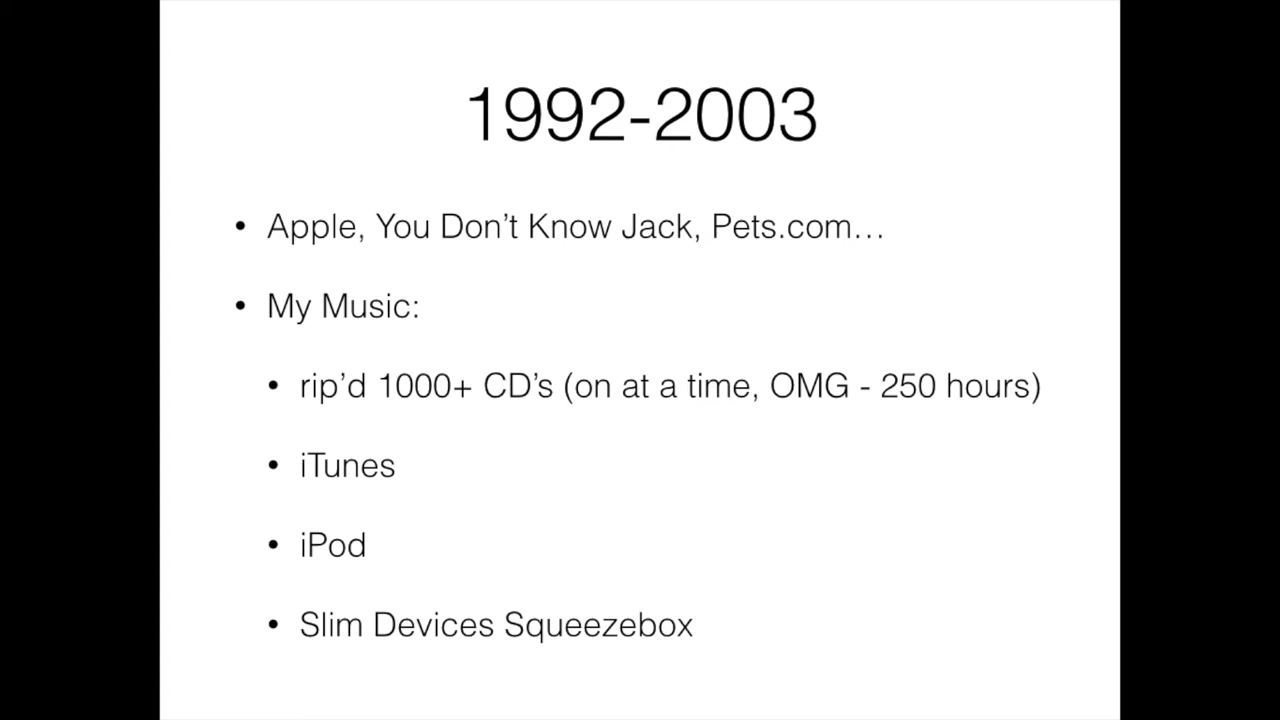 1992-2003
• Apple, You Don’t Know Jack, Pets.com…
• My Music:
• rip’d 1000+ CD’s (on at a time, OMG - 250 hours)
• iTunes
• iPod
• Slim Devices Squeezebox